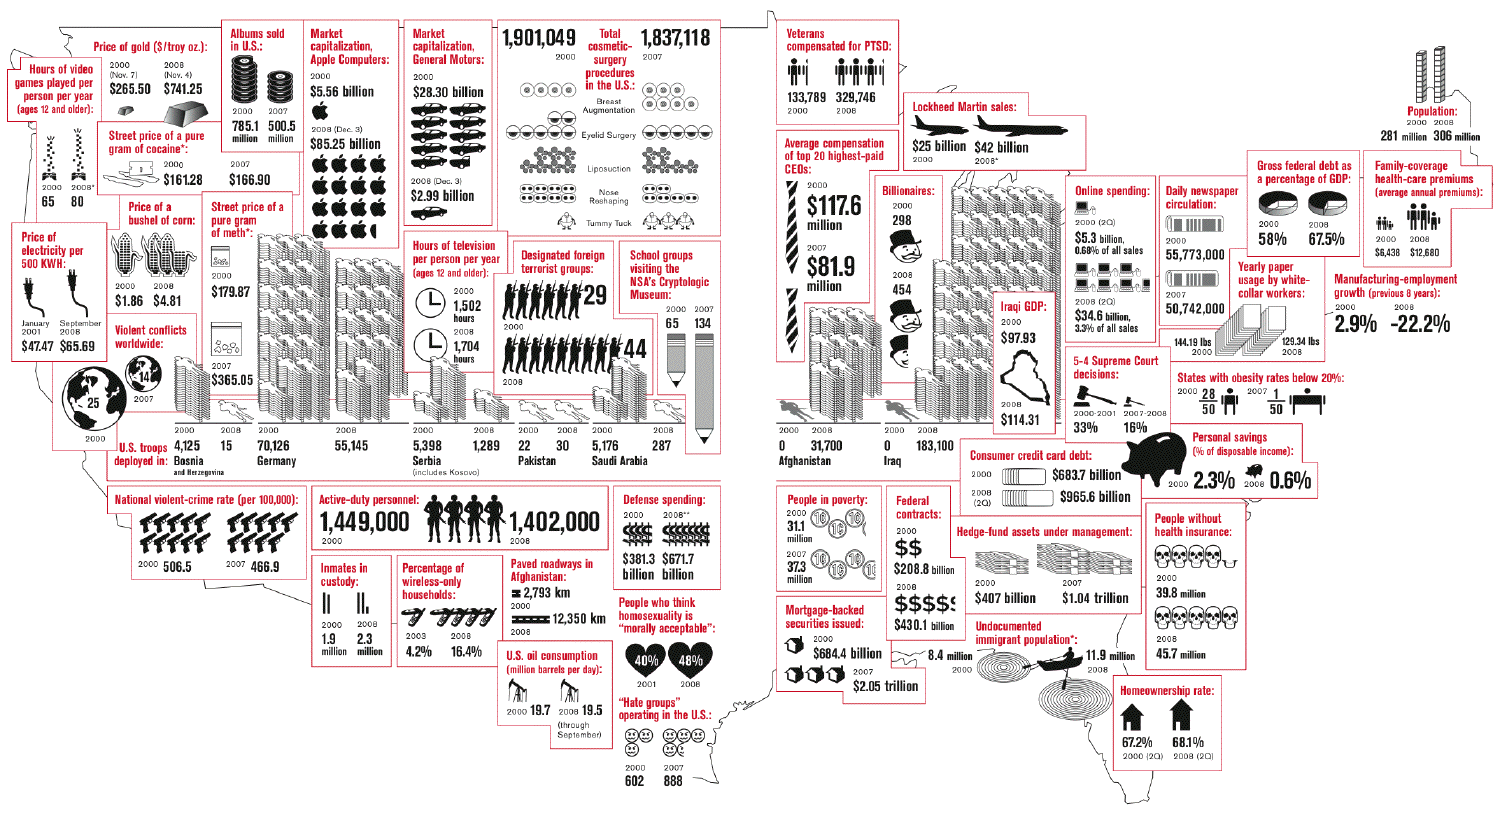 Price of gold ($/troy oz.):
2000
(Nov. 7)
$265.50
2008
(Nov. 4)
$741.25
Hours of video
games played per
person per year
(ages 12 and older):
2000
65
2008*
80
Albums sold
in U.S.:
2000
785.1
million
2007
500.5
million
Street price of a pure
gram of cocaine*:
2000
$161.28
2007
$166.90
Market
capitalization,
Apple Computers:
2000
$5.56 billion
2008 (Dec. 3)
$85.25 billion
Market
capitalization,
General Motors:
2000
$28.30 billion
2008 (Dec. 3)
$2.99 billion
1,901,049
2000
Total
cosmetic-
surgery
procedures
in the U.S.:
1,837,118
2007
Breast
Augmentation
Eyelid Surgery
Liposuction
Nose
Reshaping
Tummy Tuck
Price of
electricity per
500 KWH:
January
2001
$47.47
September
2008
$65.69
Price of a
bushel of corn:
2000
$1.86
2008
$4.81
Street price of a
pure gram
of meth*:
2000
$179.87
2007
$365.05
Violent conflicts
worldwide:
25
2000
14
2007
Hours of television
per person per year
(ages 12 and older):
2000
1,502
hours
2008
1,704
hours
Designated foreign
terrorist groups:
29
2000
44
2008
School groups
visiting the
NSA's Cryptologic
Museum:
2000
65
2007
134
U.S. troops
deployed in:
2000
4,125
2008
15
Bosnia
and Herzegovina
2000
70,126
2008
55,145
Germany
2000
5,398
2008
1,289
Serbia
(includes Kosovo)
2000
22
2008
30
Pakistan
2000
5,176
2008
287
Saudi Arabia
2000
0
2008
31,700
Afghanistan
2000
0
2008
183,100
Iraq
National violent-crime rate (per 100,000):
2000 506.5
2007 466.9
Active-duty personnel:
1,449,000
2000
1,402,000
2008
Defense spending:
2000
$381.3
billion
2008**
$671.7
billion
Inmates in
custody:
2000
1.9
million
2008
2.3
million
Percentage of
wireless-only
households:
2003
4.2%
2008
16.4%
Paved roadways in
Afghanistan:
2,793 km
2000
12,350 km
2008
People who think
homosexuality is
"morally acceptable":
40%
2001
48%
2008
U.S. oil consumption
(million barrels per day):
2000 19.7
2008 19.5
(through
September)
"Hate groups"
operating in the U.S.:
2000
602
2007
888
Veterans
compensated for PTSD:
133,789
2000
329,746
2008
Lockheed Martin sales:
$25 billion
2000
$42 billion
2008*
Average compensation
of top 20 highest-paid
CEOs:
2000
$117.6
million
2007
$81.9
million
Billionaires:
2000
298
2008
454
Iraqi GDP:
2000
$97.93
2008
$114.31
Online spending:
2000 (2Q)
$5.3 billion,
0.68% of all sales
2008 (2Q)
$34.6 billion,
3.3% of all sales
Daily newspaper
circulation:
2000
55,773,000
2007
50,742,000
Population:
2000
281 million
2008
306 million
Gross federal debt as
a percentage of GDP:
2000
58%
2008
67.5%
Family-coverage
health-care premiums
(average annual premiums):
2000
$6,438
2008
$12,680
Yearly paper
usage by white-
collar workers:
144.19 lbs
2000
129.34 lbs
2008
Manufacturing-employment
growth (previous 8 years):
2000
2.9%
2008
-22.2%
5-4 Supreme Court
decisions:
2000-2001
33%
2007-2008
16%
States with obesity rates below 20%:
2000 28
50
2007 1
50
Consumer credit card debt:
2000
$683.7 billion
2008
(2Q)
$965.6 billion
Personal savings
(% of disposable income):
2000 2.3%
2008 0.6%
People in poverty:
2000
31.1
million
2007
37.3
million
Federal
contracts:
2000
$$
$208.8 billion
2008
$$$$$
$430.1 billion
Hedge-fund assets under management:
2000
$407 billion
2007
$1.04 trillion
People without
health insurance:
2000
39.8 million
2008
45.7 million
Mortgage-backed
securities issued:
2000
$684.4 billion
2007
$2.05 trillion
Undocumented
immigrant population*:
8.4 million
2000
11.9 million
2008
Homeownership rate:
67.2%
2000 (2Q)
68.1%
2008 (2Q)